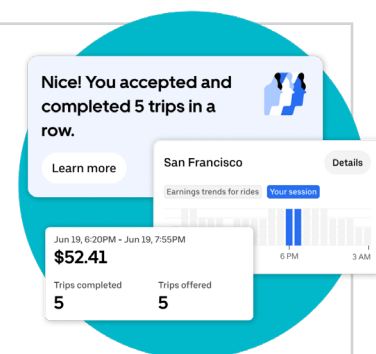 Nice! You accepted and
completed 5 trips in a
row.
Learn more
San Francisco
Details
Earnings trends for rides
Your session
6 PM
3 AM
Jun 19, 6:20PM - Jun 19, 7:55PM
$52.41
Trips completed
Trips offered
5
5